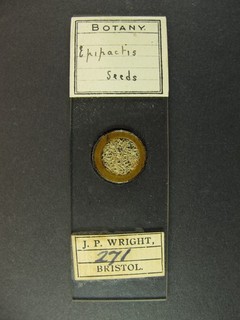 BOTANY.
Epipactis
Seeds
J. P. WRIGHT,
271
BRISTOL.